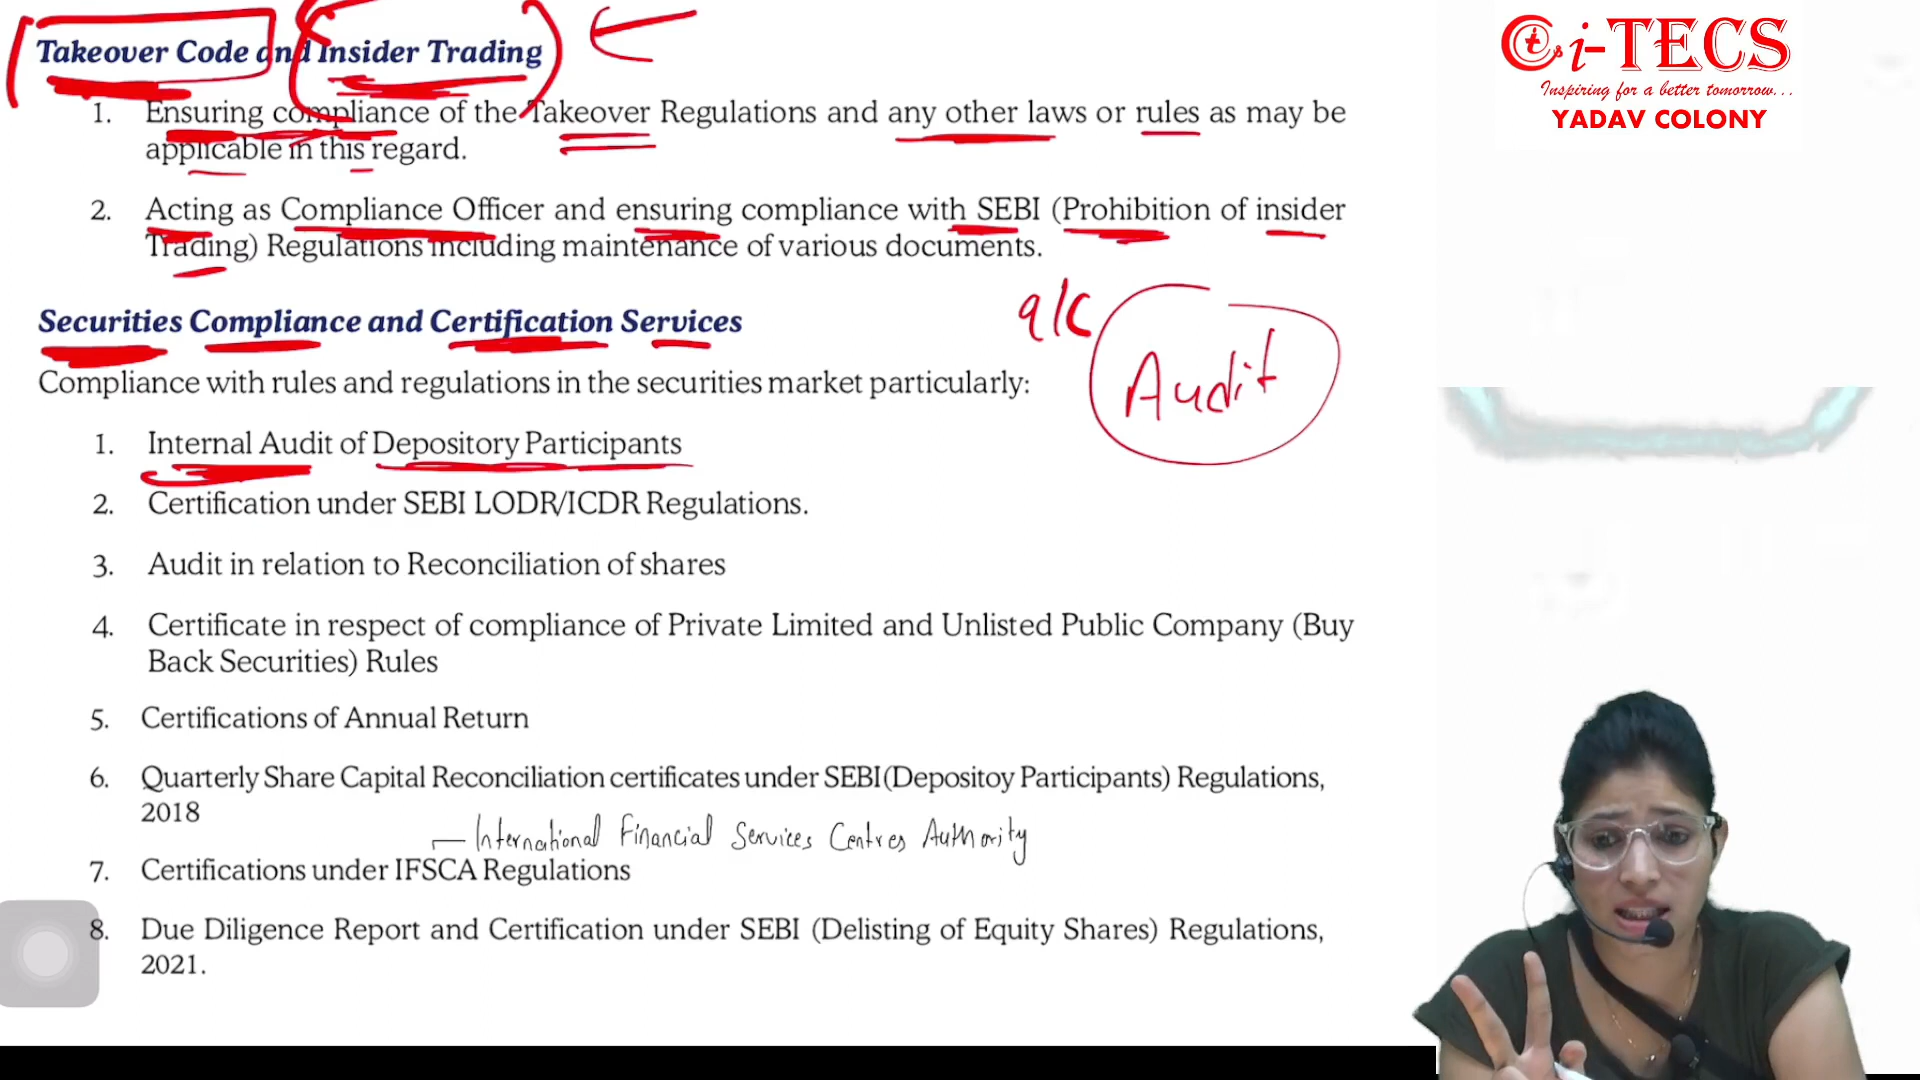 Takeover Code and Insider Trading
1. Ensuring compliance of the Takeover Regulations and any other laws or rules as may be
applicable in this regard.
2. Acting as Compliance Officer and ensuring compliance with SEBI (Prohibition of insider
Trading) Regulations including maintenance of various documents.
Securities Compliance and Certification Services
a/c
Audit
Compliance with rules and regulations in the securities market particularly:
1. Internal Audit of Depository Participants
2. Certification under SEBI LODR/ICDR Regulations.
3. Audit in relation to Reconciliation of shares
4. Certificate in respect of compliance of Private Limited and Unlisted Public Company (Buy
Back Securities) Rules
5. Certifications of Annual Return
6. Quarterly Share Capital Reconciliation certificates under SEBI(Depositoy Participants) Regulations,
2018
— International Financial Services Centres Authority
7. Certifications under IFSCA Regulations
8. Due Diligence Report and Certification under SEBI (Delisting of Equity Shares) Regulations,
2021.
i-TECS
Inspiring for a better tomorrow...
YADAV COLONY